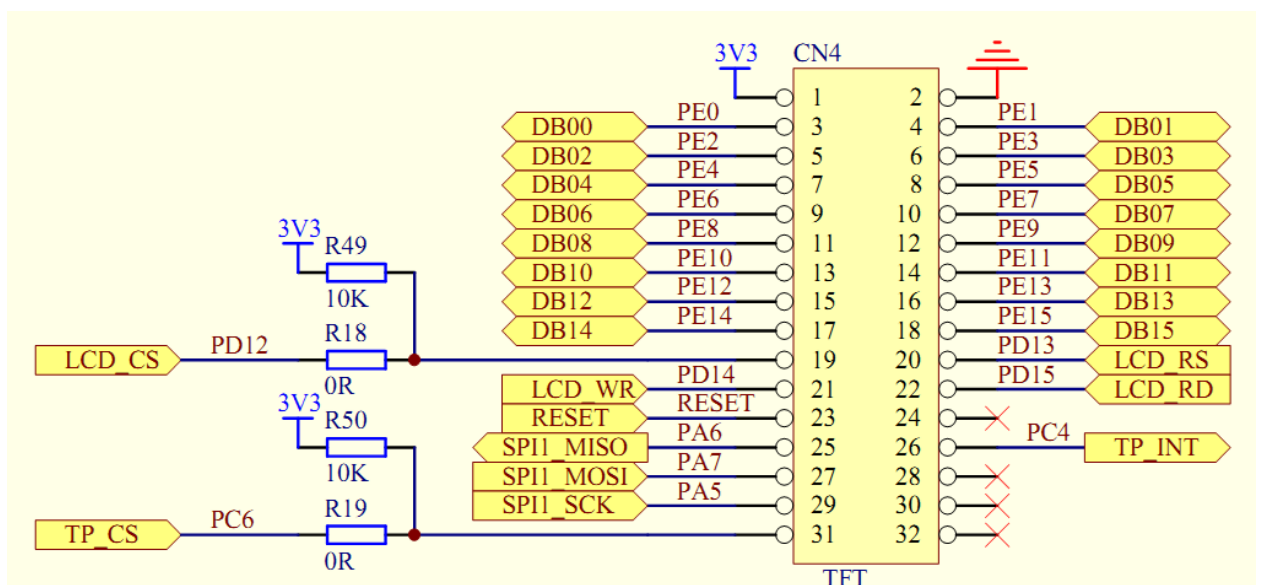 3V3 CN4
1 2
DB00 PE0 3 4 PE1 DB01
DB02 PE2 5 6 PE3 DB03
DB04 PE4 7 8 PE5 DB05
DB06 PE6 9 10 PE7 DB07
3V3 R49 DB08 PE8 11 12 PE9 DB09
10K DB10 PE10 13 14 PE11 DB11
DB12 PE12 15 16 PE13 DB13
R18 DB14 PE14 17 18 PE15 DB15
LCD_CS PD12 19 20 PD13 LCD_RS
0R LCD_WR PD14 21 22 PD15 LCD_RD
3V3 R50 RESET RESET 23 24
SPI1_MISO PA6 25 26 PC4 TP_INT
10K SPI1_MOSI PA7 27 28
R19 SPI1_SCK PA5 29 30
TP_CS PC6 31 32
0R TFT